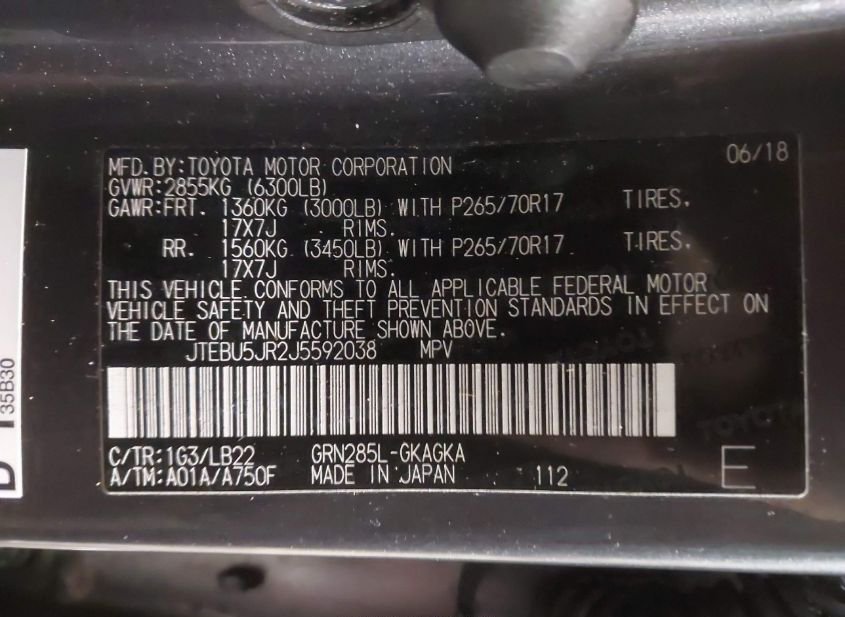 06/18
MFD. BY:TOYOTA MOTOR CORPORATION
GVWR:2855KG (6300LB)
GAWR:FRT. 1360KG (3000LB) WITH P265/70R17 TIRES.
17X7J RIMS.
RR. 1560KG (3450LB) WITH P265/70R17 TIRES.
17X7J RIMS.
THIS VEHICLE CONFORMS TO ALL APPLICABLE FEDERAL MOTOR
VEHICLE SAFETY AND THEFT PREVENTION STANDARDS IN EFFECT ON
THE DATE OF MANUFACTURE SHOWN ABOVE.
JTEBU5JR2J5592038 MPV
C/TR:1G3/LB22 GRN285L-GKAGKA
A/TM:A01A/A750F MADE IN JAPAN 112 E
35B30